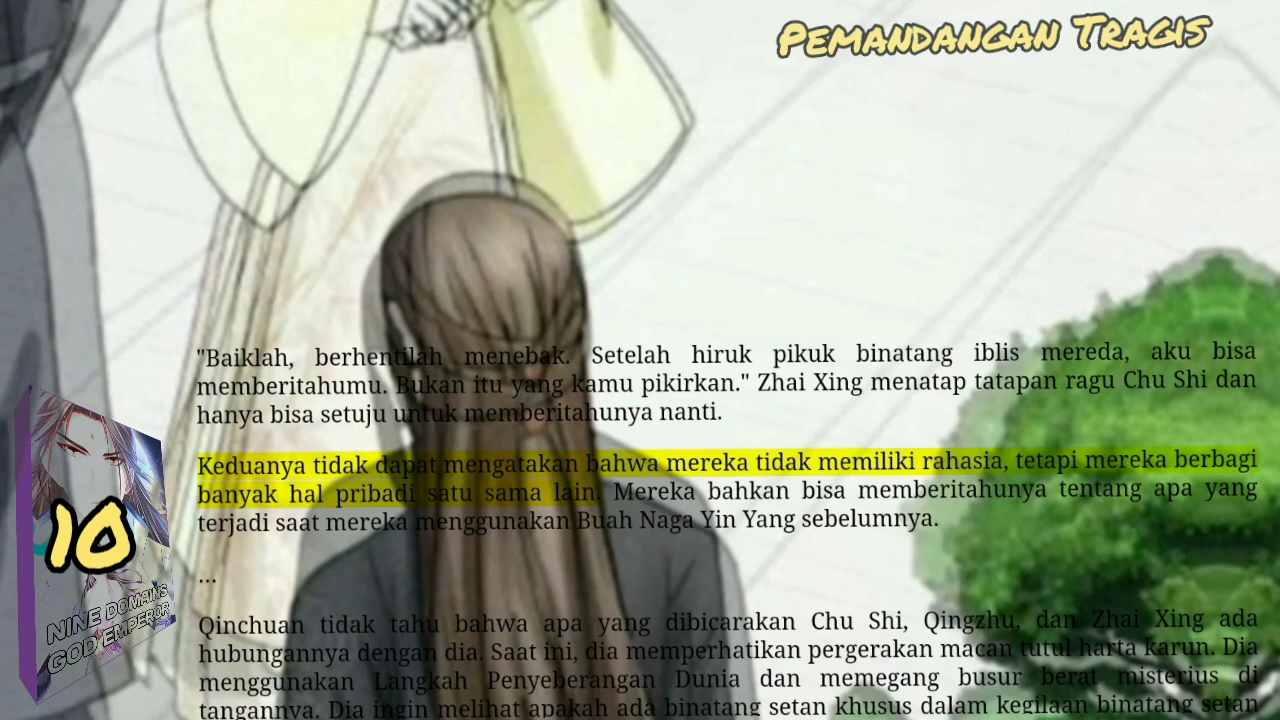 PEMANDANGAN TRAGIS
"Baiklah, berhentilah menebak. Setelah hiruk pikuk binatang iblis mereda, aku bisa
memberitahumu. Bukan itu yang kamu pikirkan." Zhai Xing menatap tatapan ragu Chu Shi dan
hanya bisa setuju untuk memberitahunya nanti.
Keduanya tidak dapat mengatakan bahwa mereka tidak memiliki rahasia, tetapi mereka berbagi
banyak hal pribadi satu sama lain. Mereka bahkan bisa memberitahunya tentang apa yang
terjadi saat mereka menggunakan Buah Naga Yin Yang sebelumnya.
...
Qinchuan tidak tahu bahwa apa yang dibicarakan Chu Shi, Qingzhu, dan Zhai Xing ada
hubungannya dengan dia. Saat ini, dia memperhatikan pergerakan macan tutul harta karun. Dia
menggunakan Langkah Penyeberangan Dunia dan memegang busur berat misterius di
tangannya. Dia ingin melihat apakah ada binatang setan khusus dalam kegilaan binatang setan
10
NINE DOMAINS
GOD EMPEROR